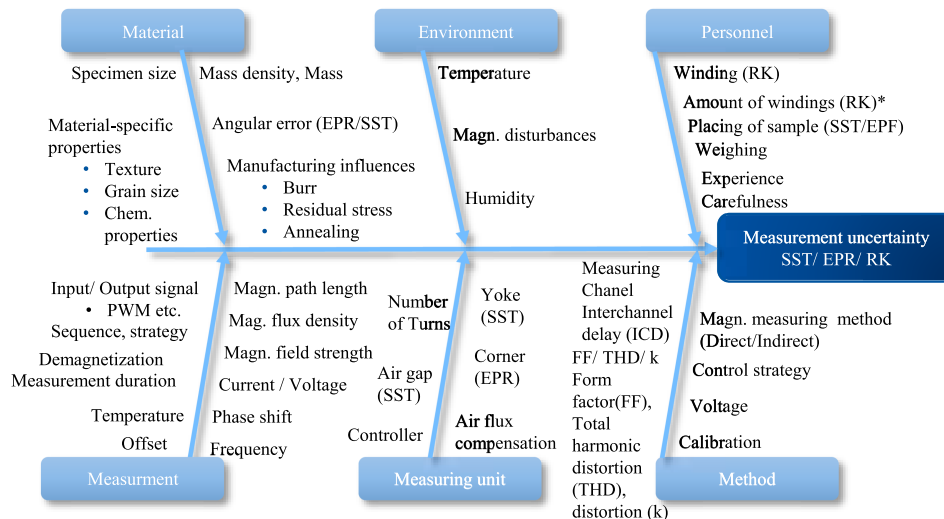 Material
Environment
Personnel
Specimen size
Mass density, Mass
Angular error (EPR/SST)
Material-specific
properties
• Texture
• Grain size
• Chem.
properties
Manufacturing influences
• Burr
• Residual stress
• Annealing
Temperature
Magn. disturbances
Humidity
Winding (RK)
Amount of windings (RK)*
Placing of sample (SST/EPF)
Weighing
Experience
Carefulness
Measurement uncertainty
SST/ EPR/ RK
Input/ Output signal
• PWM etc.
Sequence, strategy
Demagnetization
Measurement duration
Temperature
Offset
Magn. path length
Mag. flux density
Magn. field strength
Current / Voltage
Phase shift
Frequency
Number
of Turns
Air gap
(SST)
Controller
Yoke
(SST)
Corner
(EPR)
Air flux
compensation
Measuring
Chanel
Interchannel
delay (ICD)
FF/ THD/ k
Form
factor(FF),
Total
harmonic
distortion
(THD),
distortion (k)
Magn. measuring method
(Direct/Indirect)
Control strategy
Voltage
Calibration
Measurment
Measuring unit
Method